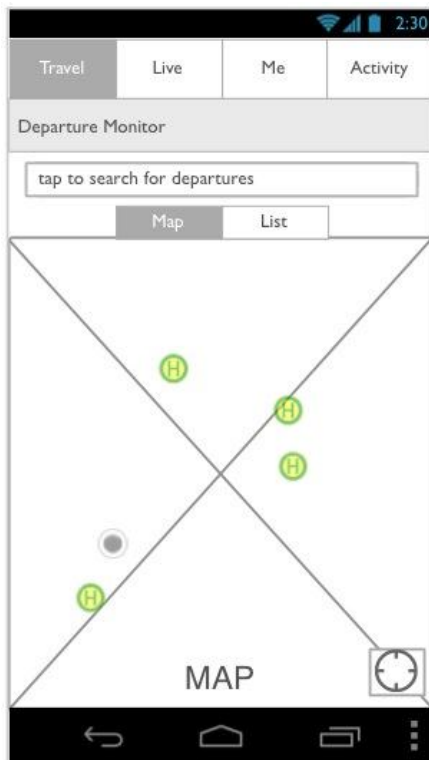 2:30
Travel Live Me Activity
Departure Monitor
tap to search for departures
Map List
H
H
H
H
MAP